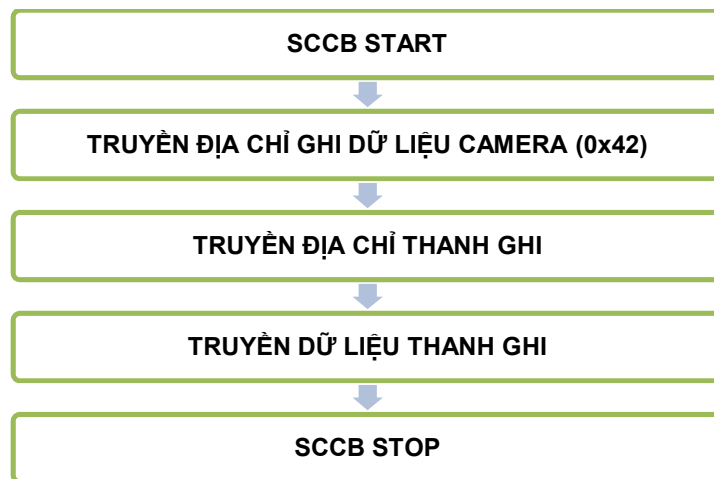 SCCB START
TRUYỀN ĐỊA CHỈ GHI DỮ LIỆU CAMERA (0x42)
TRUYỀN ĐỊA CHỈ THANH GHI
TRUYỀN DỮ LIỆU THANH GHI
SCCB STOP